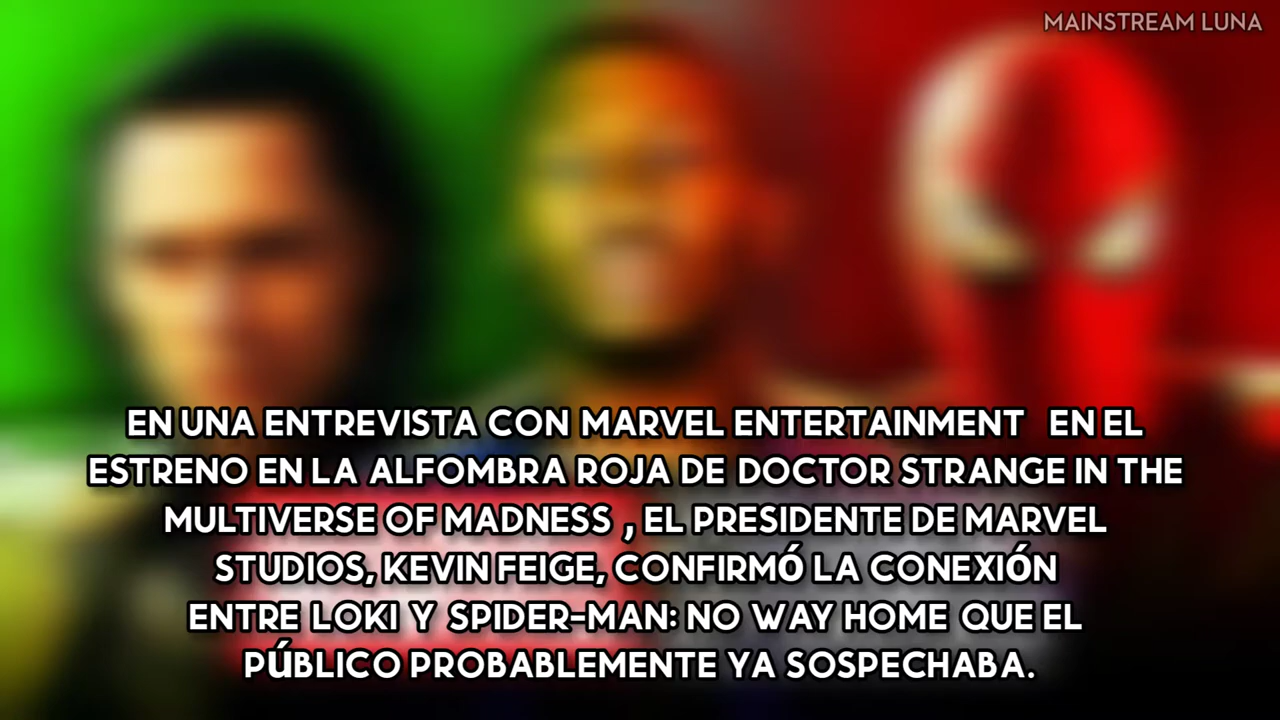 MAINSTREAM LUNA
EN UNA ENTREVISTA CON MARVEL ENTERTAINMENT EN EL
ESTRENO EN LA ALFOMBRA ROJA DE DOCTOR STRANGE IN THE
MULTIVERSE OF MADNESS , EL PRESIDENTE DE MARVEL
STUDIOS, KEVIN FEIGE, CONFIRMÓ LA CONEXIÓN
ENTRE LOKI Y SPIDER-MAN: NO WAY HOME QUE EL
PÚBLICO PROBABLEMENTE YA SOSPECHABA.